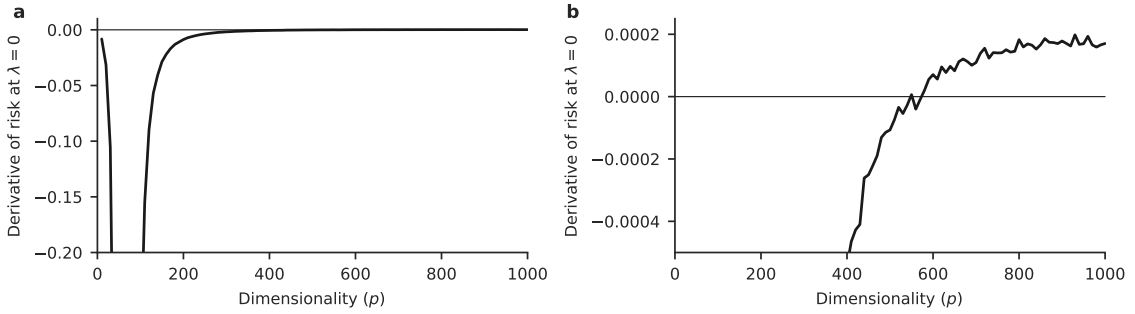 a
0.00
−0.05
−0.10
−0.15
−0.20
Derivative of risk at λ = 0
0 200 400 600 800 1000
Dimensionality (p)
b
0.0002
0.0000
−0.0002
−0.0004
Derivative of risk at λ = 0
0 200 400 600 800 1000
Dimensionality (p)